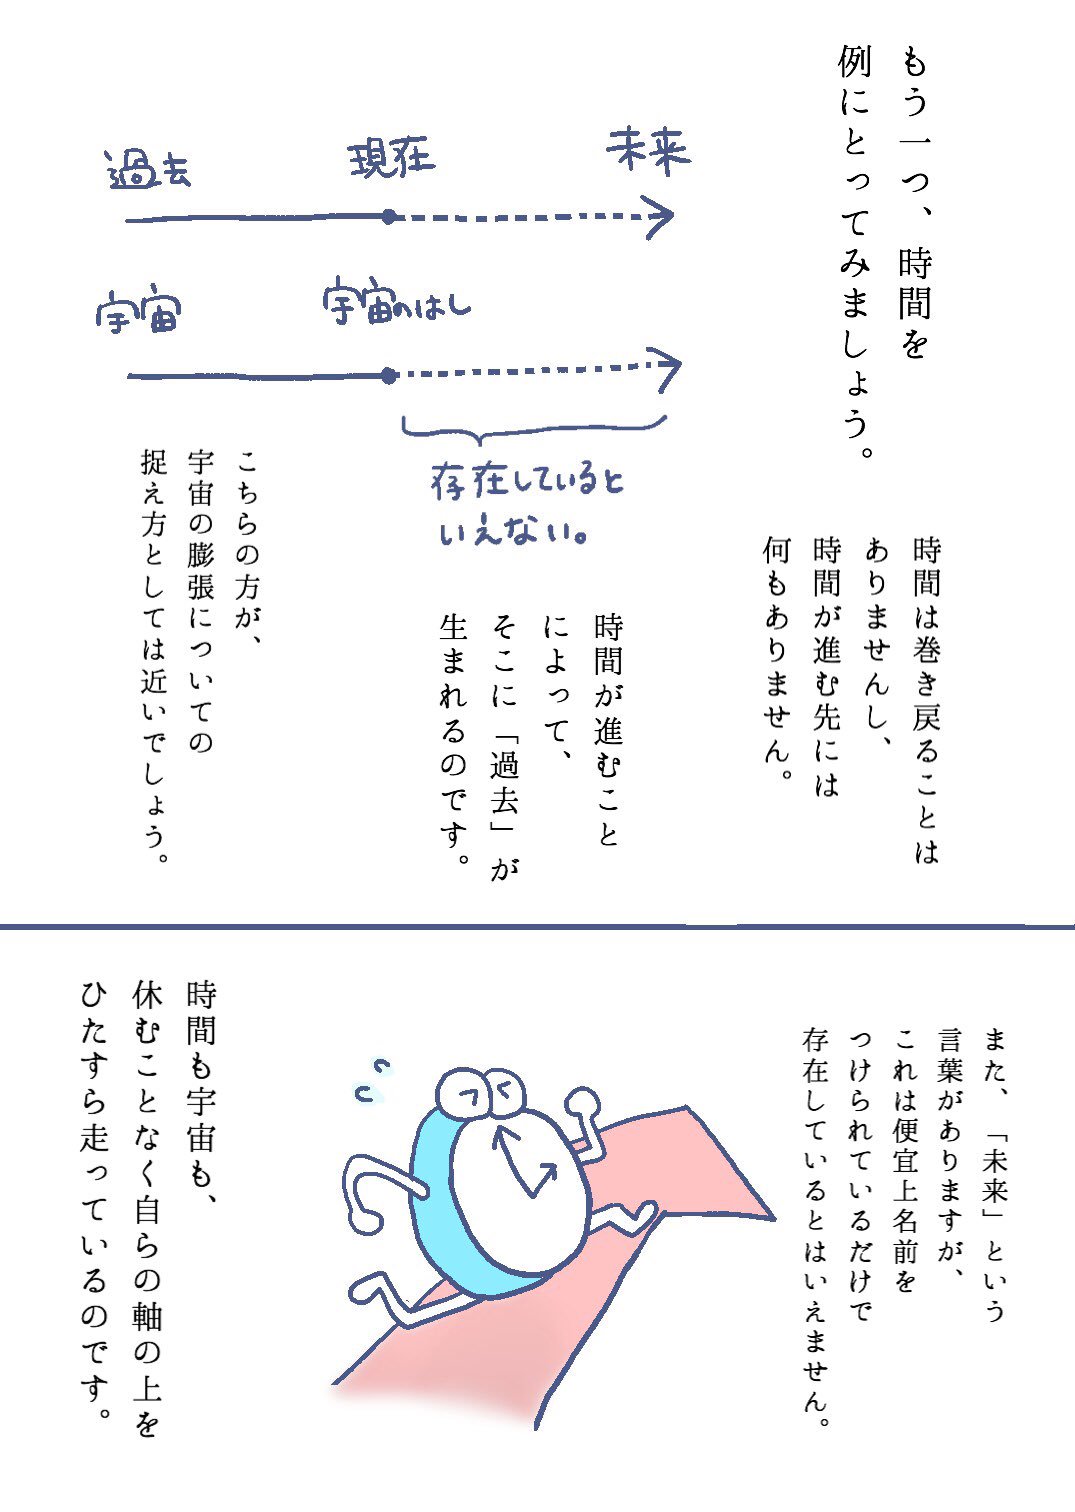 もう一つ、時間を
例にとってみましょう。
過去
現在
未来
宇宙
宇宙のはし
存在していると
いえない。
時間は巻き戻ることは
ありませんし、
時間が進む先には
何もありません。
時間が進むこと
によって、
そこに「過去」が
生まれるのです。
こちらの方が、
宇宙の膨張についての
捉え方としては近いでしょう。
また、「未来」という
言葉がありますが、
これは便宜上名前を
つけられているだけで
存在しているとはいえません。
時間も宇宙も、
休むことなく自らの軸の上を
ひたすら走っているのです。